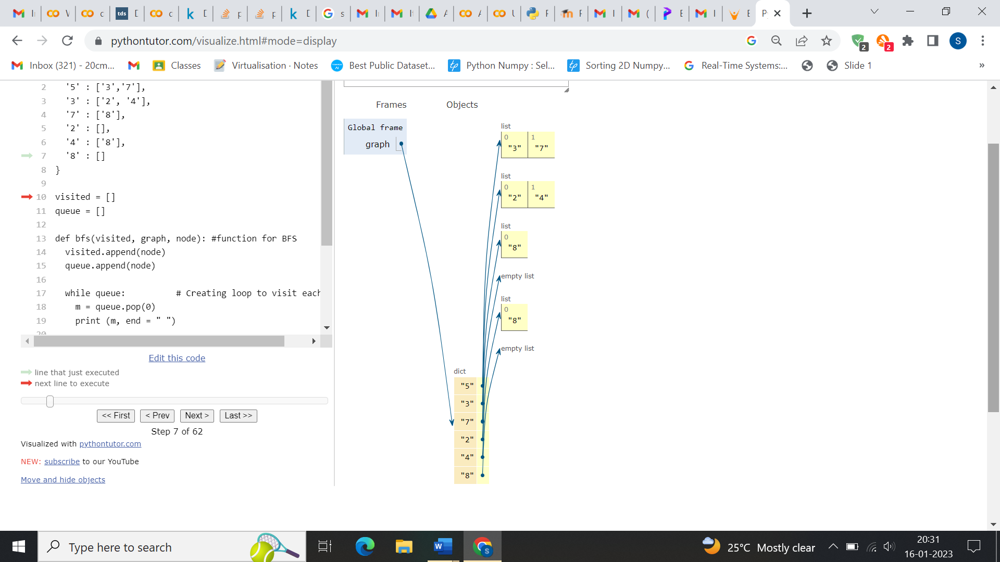 pythontutor.com/visualize.html#mode=display
Inbox (321) - 20cm... Classes Virtualisation · Notes Best Public Dataset... Python Numpy : Sel... Sorting 2D Numpy... Real-Time Systems:... Slide 1 »
2 '5' : ['3','7'],
3 '3' : ['2', '4'],
4 '7' : ['8'],
5 '2' : [],
6 '4' : ['8'],
7 '8' : []
8 }
9
10 visited = []
11 queue = []
12
13 def bfs(visited, graph, node): #function for BFS
14 visited.append(node)
15 queue.append(node)
16
17 while queue: # Creating loop to visit each
18 m = queue.pop(0)
19 print (m, end = " ")
20
Edit this code
line that just executed
next line to execute
<< First < Prev Next > Last >>
Step 7 of 62
Visualized with pythontutor.com
NEW: subscribe to our YouTube
Move and hide objects
Frames Objects
Global frame
graph
list
0 1
"3" "7"
list
0 1
"2" "4"
list
0
"8"
empty list
list
0
"8"
empty list
dict
"5"
"3"
"7"
"2"
"4"
"8"
Type here to search
25°C Mostly clear
20:31
16-01-2023